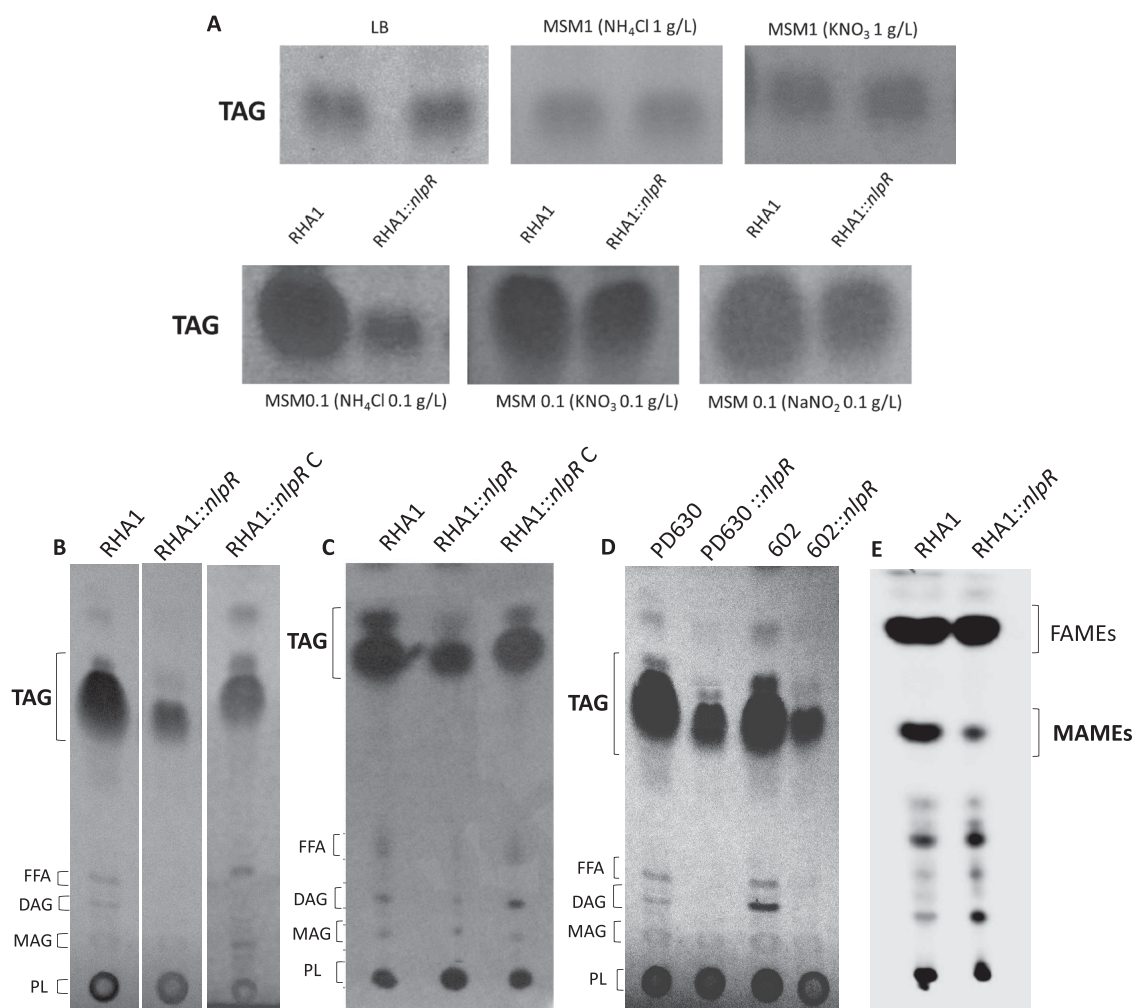 A
LB
MSM1 (NH₄Cl 1 g/L)
MSM1 (KNO₃ 1 g/L)
TAG
RHA1
RHA1::nlpR
RHA1
RHA1::nlpR
RHA1
RHA1::nlpR
TAG
MSM0.1 (NH₄Cl 0.1 g/L)
MSM 0.1 (KNO₃ 0.1 g/L)
MSM 0.1 (NaNO₂ 0.1 g/L)
B
RHA1
RHA1::nlpR
RHA1::nlpR C
TAG
FFA
DAG
MAG
PL
C
RHA1
RHA1::nlpR
RHA1::nlpR C
TAG
FFA
DAG
MAG
PL
D
PD630
PD630::nlpR
602
602::nlpR
TAG
FFA
DAG
MAG
PL
E
RHA1
RHA1::nlpR
FAMEs
MAMEs